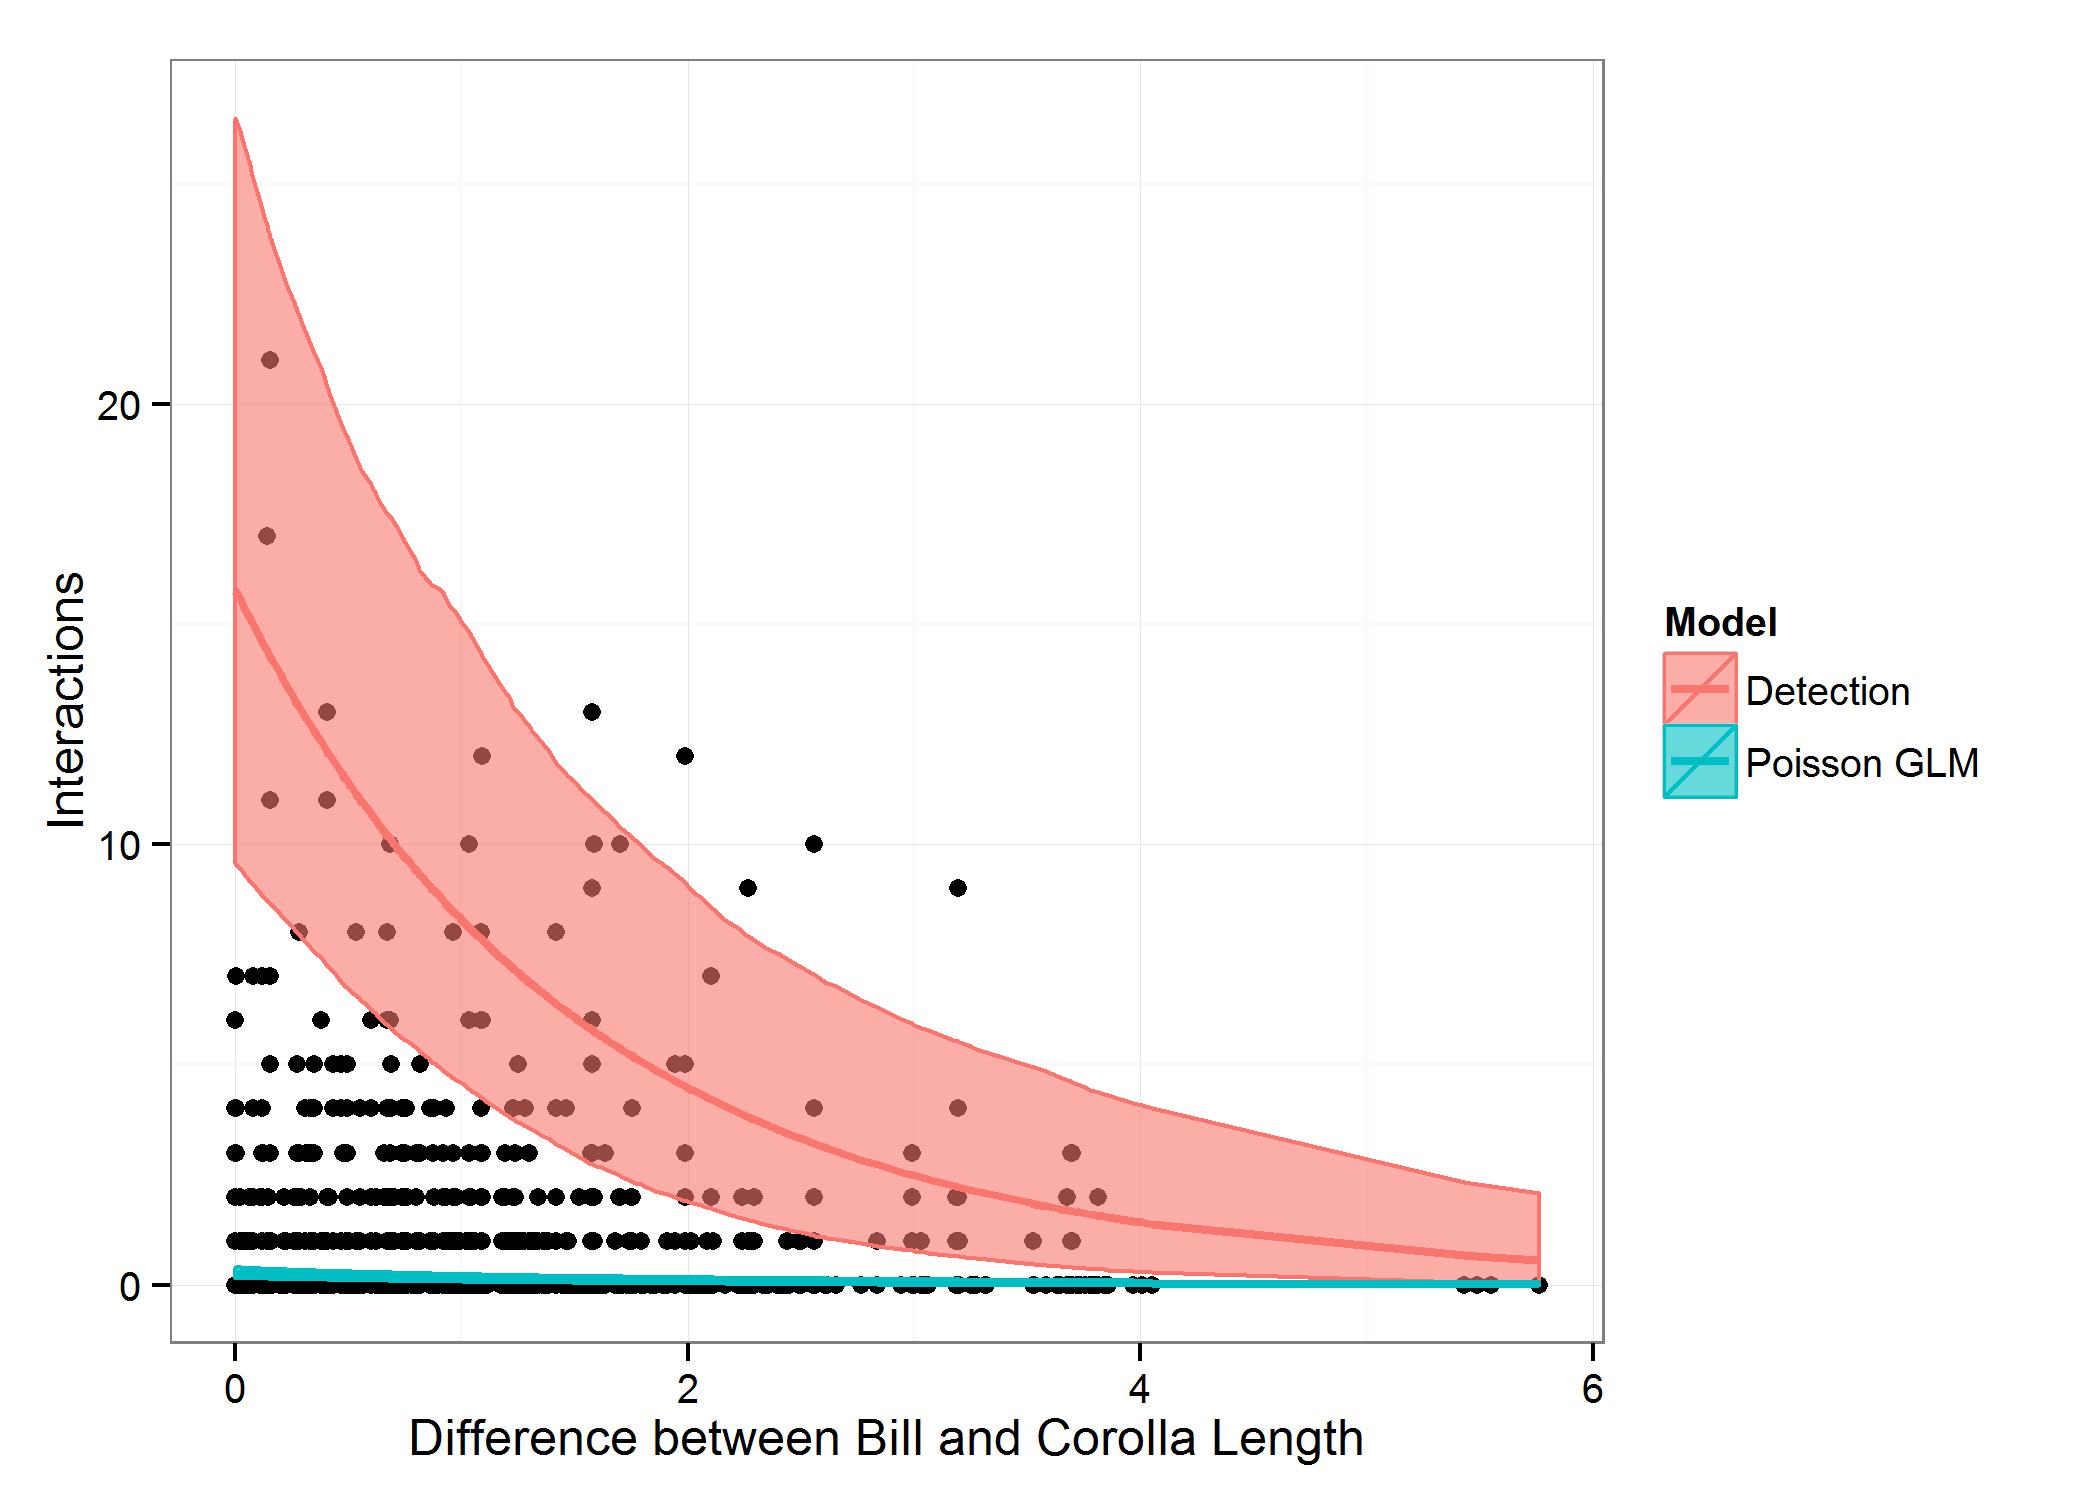 20
10
0
Interactions
0 2 4 6
Difference between Bill and Corolla Length
Model
Detection
Poisson GLM